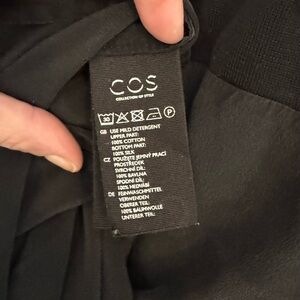 COS
COLLECTION OF STYLE
30 P
GB USE MILD DETERGENT
UPPER PART:
100% COTTON
BOTTOM PART:
100% SILK
CZ POUŽIJTE JEMNÝ PRACÍ
PROSTŘEDEK
SVRCHNÍ DÍL:
100% BAVLNA
SPODNÍ DÍL:
100% HEDVÁBÍ
DE FEINWASCHMITTEL
VERWENDEN
OBERER TEIL:
100% BAUMWOLLE
UNTERER TEIL: